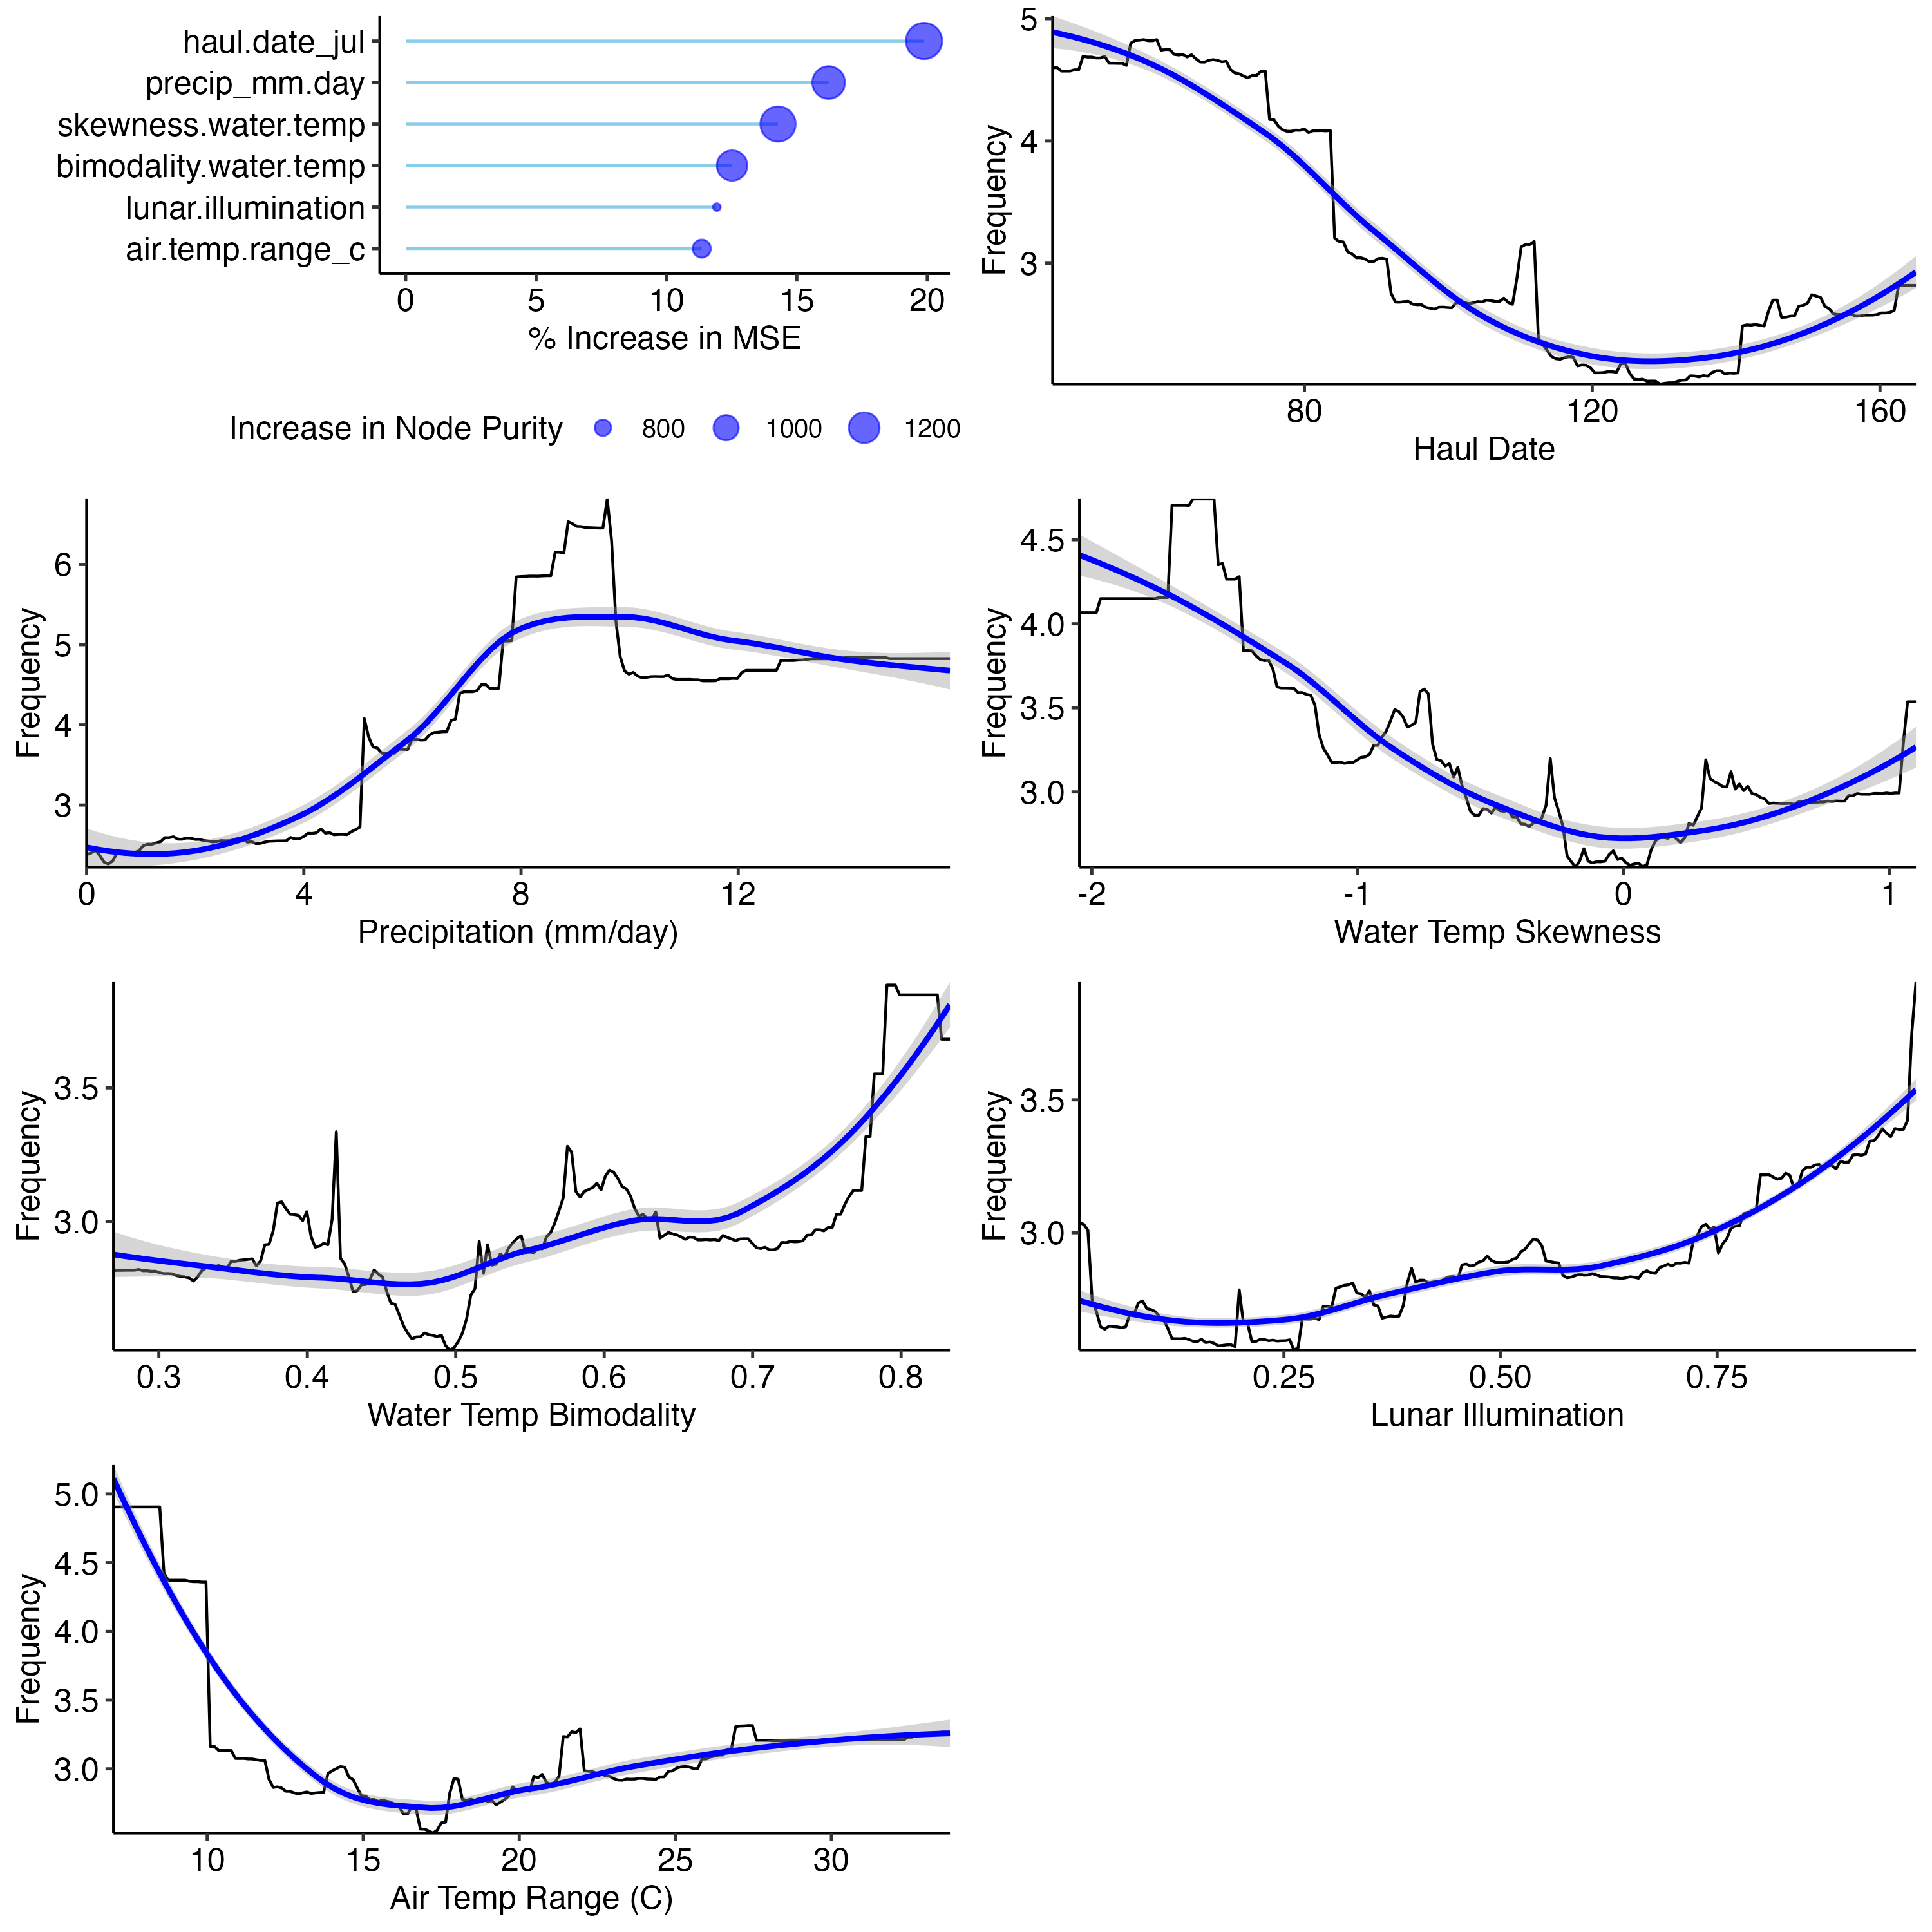 haul.date_jul
precip_mm.day
skewness.water.temp
bimodality.water.temp
lunar.illumination
air.temp.range_c
0 5 10 15 20
% Increase in MSE
Increase in Node Purity 800 1000 1200
5
4
3
Frequency
80 120 160
Haul Date
6
5
4
3
Frequency
0 4 8 12
Precipitation (mm/day)
4.5
4.0
3.5
3.0
Frequency
-2 -1 0 1
Water Temp Skewness
3.5
3.0
Frequency
0.3 0.4 0.5 0.6 0.7 0.8
Water Temp Bimodality
3.5
3.0
Frequency
0.25 0.50 0.75
Lunar Illumination
5.0
4.5
4.0
3.5
3.0
Frequency
10 15 20 25 30
Air Temp Range (C)